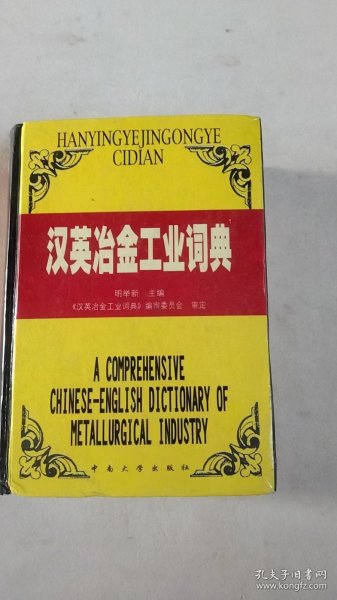 HANYINGYEJINGONGYE
CIDIAN
汉英冶金工业词典
明举新 主编
《汉英冶金工业词典》编审委员会 审定
A COMPREHENSIVE
CHINESE-ENGLISH DICTIONARY OF
METALLURGICAL INDUSTRY
中南大学出版社
孔夫子旧书网
www.kongfz.com